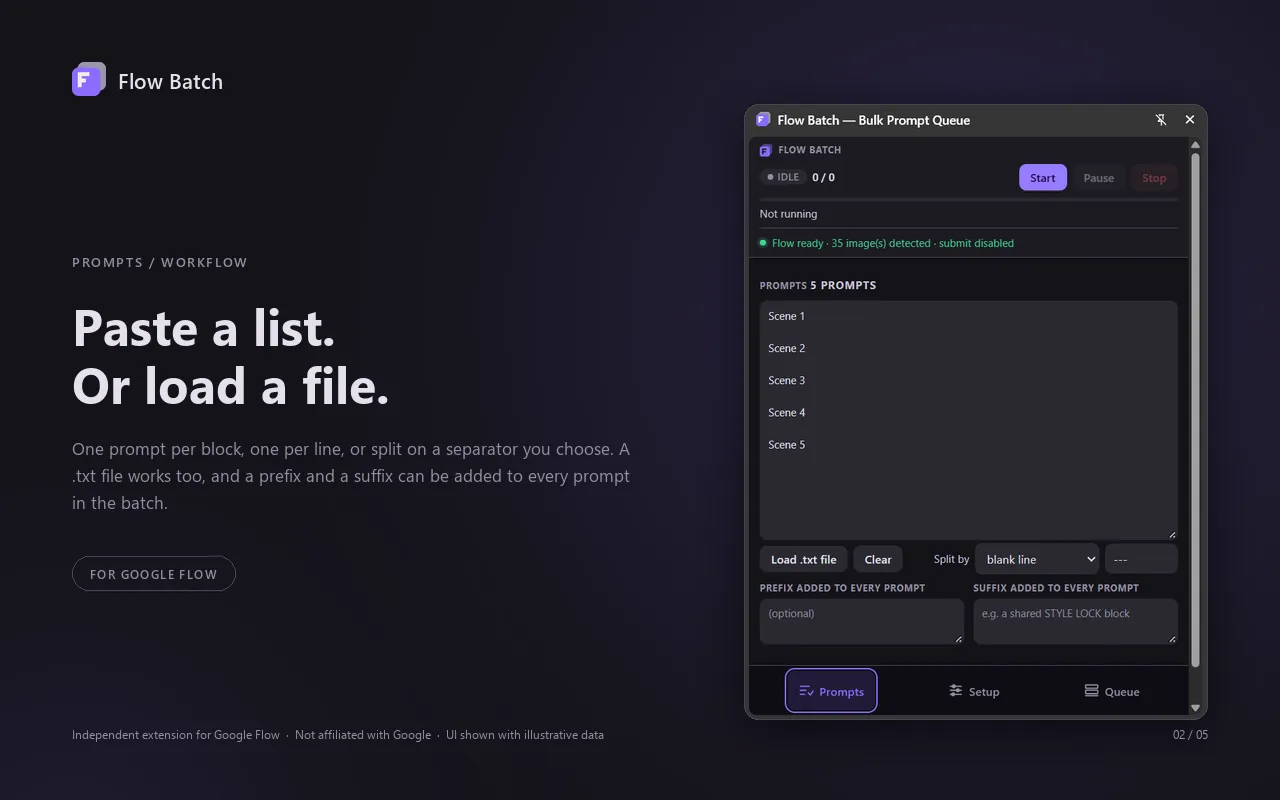 Flow Batch
PROMPTS / WORKFLOW
Paste a list.
Or load a file.
One prompt per block, one per line, or split on a separator you choose. A
.txt file works too, and a prefix and a suffix can be added to every prompt
in the batch.
FOR GOOGLE FLOW
Flow Batch — Bulk Prompt Queue
FLOW BATCH
IDLE 0 / 0 Start Pause Stop
Not running
Flow ready · 35 image(s) detected · submit disabled
PROMPTS 5 PROMPTS
Scene 1
Scene 2
Scene 3
Scene 4
Scene 5
Load .txt file Clear Split by blank line ---
PREFIX ADDED TO EVERY PROMPT SUFFIX ADDED TO EVERY PROMPT
(optional) e.g. a shared STYLE LOCK block
Prompts Setup Queue
Independent extension for Google Flow · Not affiliated with Google · UI shown with illustrative data
02 / 05